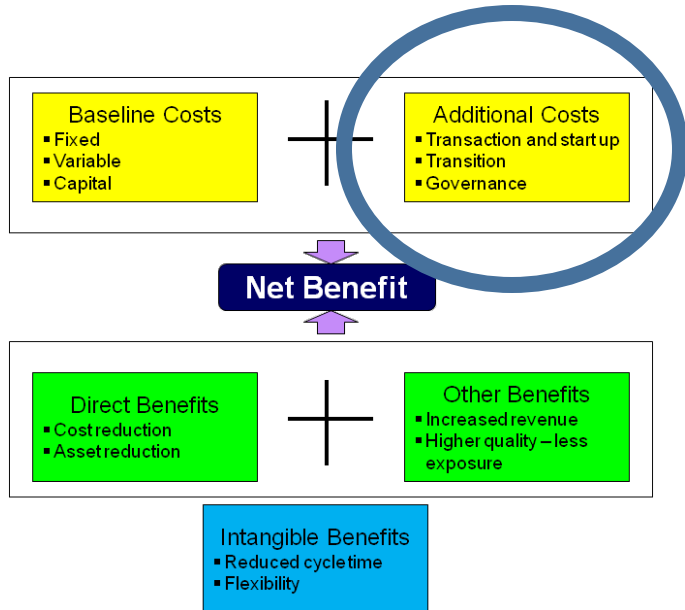 Baseline Costs
▪ Fixed
▪ Variable
▪ Capital
Additional Costs
▪ Transaction and start up
▪ Transition
▪ Governance
Net Benefit
Direct Benefits
▪ Cost reduction
▪ Asset reduction
Other Benefits
▪ Increased revenue
▪ Higher quality – less
exposure
Intangible Benefits
▪ Reduced cycle time
▪ Flexibility